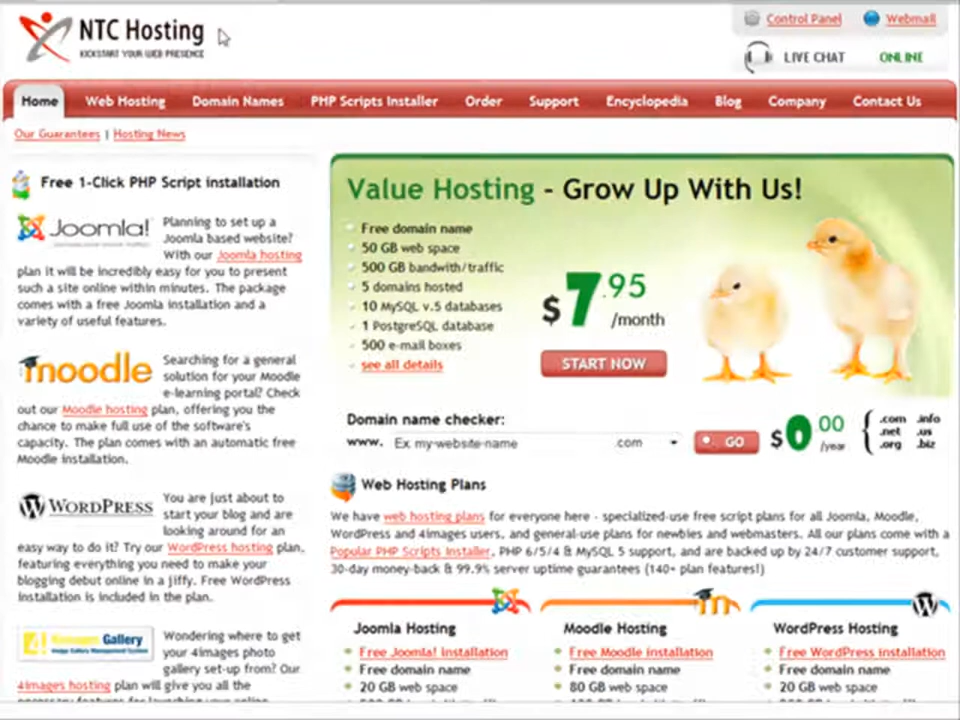 NTC Hosting
KICKSTART YOUR WEB PRESENCE
Control Panel
Webmail
LIVE CHAT
ONLINE
Home
Web Hosting
Domain Names
PHP Scripts Installer
Order
Support
Encyclopedia
Blog
Company
Contact Us
Our Guarantees | Hosting News
Free 1-Click PHP Script installation
Joomla!
Planning to set up a
Joomla based website?
With our Joomla hosting
plan it will be incredibly easy for you to present
such a site online within minutes. The package
comes with a free Joomla installation and a
variety of useful features.
moodle
Searching for a general
solution for your Moodle
e-learning portal? Check
out our Moodle hosting plan, offering you the
chance to make full use of the software's
capacity. The plan comes with an automatic free
Moodle installation.
WORDPRESS
You are just about to
start your blog and are
looking around for an
easy way to do it? Try our WordPress hosting plan,
featuring everything you need to make your
blogging debut online in a jiffy. Free WordPress
installation is included in the plan.
4images Gallery
Image Gallery Management System
Wondering where to get
your 4images photo
gallery set-up from? Our
4images hosting plan will give you all the
Value Hosting - Grow Up With Us!
Free domain name
50 GB web space
500 GB bandwith/traffic
5 domains hosted
10 MySQL v.5 databases
1 PostgreSQL database
500 e-mail boxes
see all details
$7.95
/month
START NOW
Domain name checker:
www. Ex. my-website-name .com
GO
$0.00
/year
.com .info
.net .us
.org .biz
Web Hosting Plans
We have web hosting plans for everyone here - specialized-use free script plans for all Joomla, Moodle,
WordPress and 4images users, and general-use plans for newbies and webmasters. All our plans come with a
Popular PHP Scripts Installer, PHP 6/5/4 & MySQL 5 support, and are backed up by 24/7 customer support,
30-day money-back & 99.9% server uptime guarantees (140+ plan features!)
Joomla Hosting
Free Joomla! Installation
Free domain name
20 GB web space
Moodle Hosting
Free Moodle installation
Free domain name
80 GB web space
WordPress Hosting
Free WordPress installation
Free domain name
20 GB web space